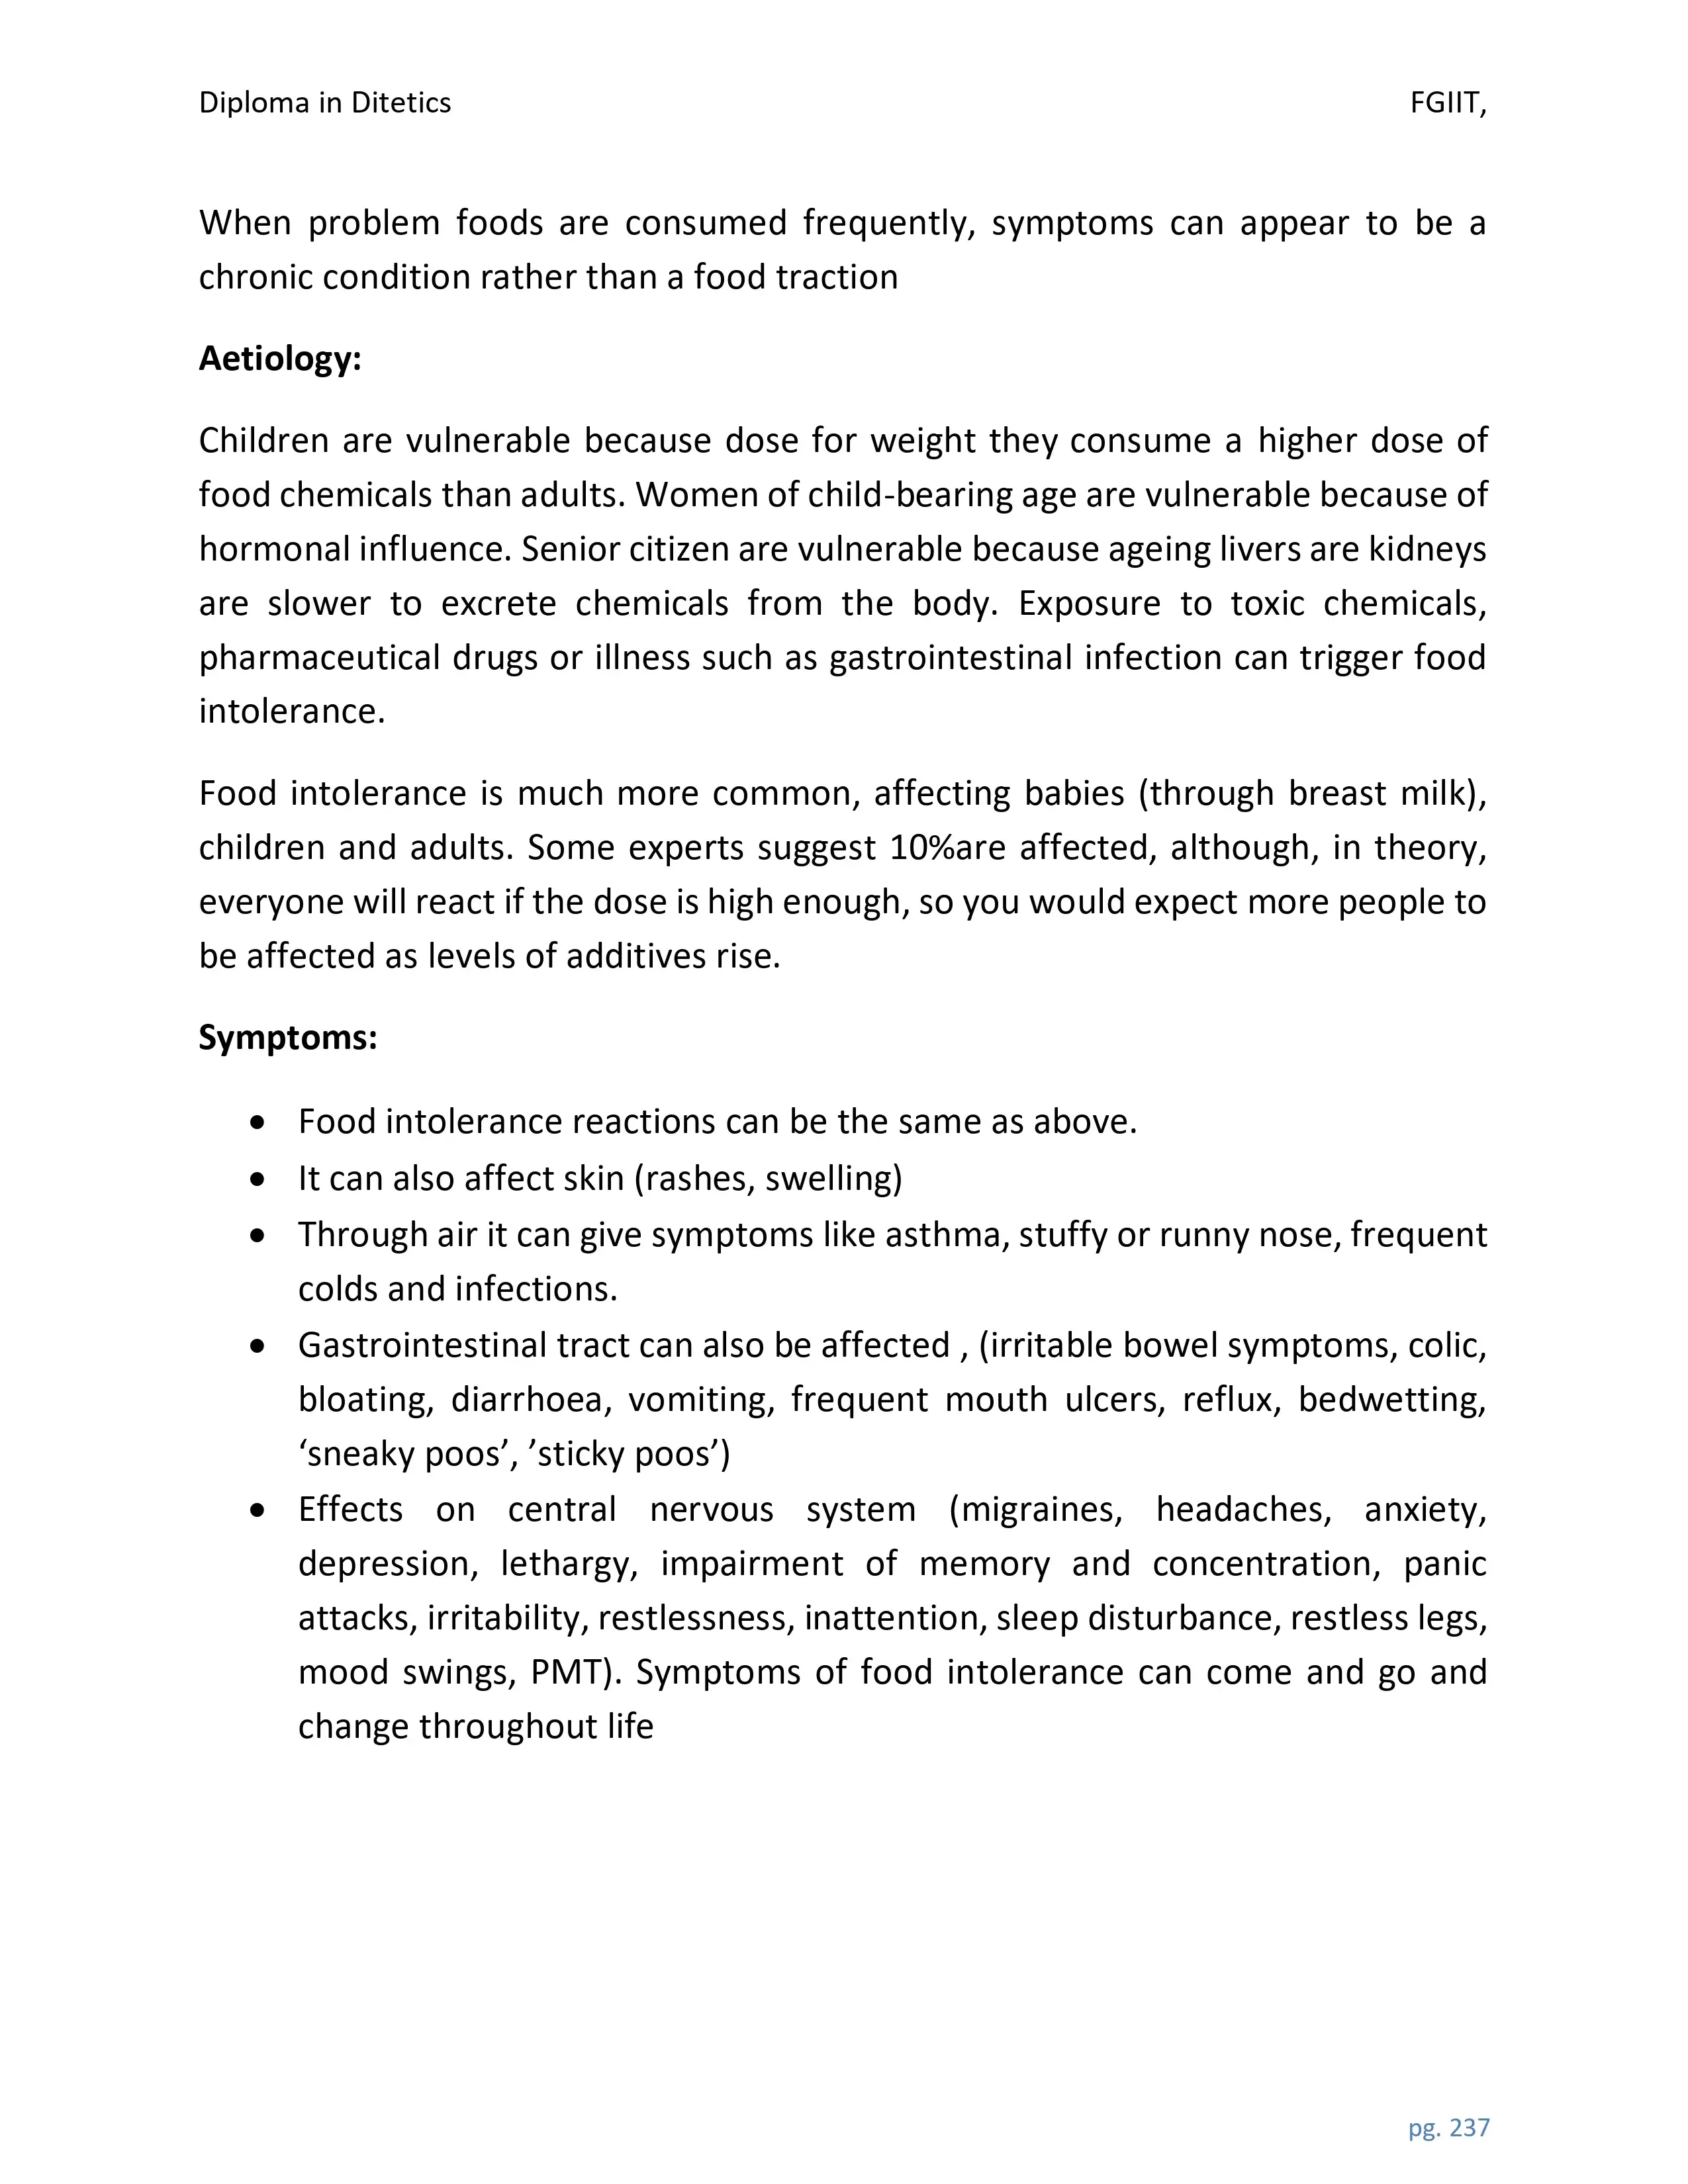 Diploma in Ditetics FGIIT,
When problem foods are consumed frequently, symptoms can appear to be a
chronic condition rather than a food traction
Aetiology:
Children are vulnerable because dose for weight they consume a higher dose of
food chemicals than adults. Women of child-bearing age are vulnerable because of
hormonal influence. Senior citizen are vulnerable because ageing livers are kidneys
are slower to excrete chemicals from the body. Exposure to toxic chemicals,
pharmaceutical drugs or illness such as gastrointestinal infection can trigger food
intolerance.
Food intolerance is much more common, affecting babies (through breast milk),
children and adults. Some experts suggest 10%are affected, although, in theory,
everyone will react if the dose is high enough, so you would expect more people to
be affected as levels of additives rise.
Symptoms:
• Food intolerance reactions can be the same as above.
• It can also affect skin (rashes, swelling)
• Through air it can give symptoms like asthma, stuffy or runny nose, frequent
colds and infections.
• Gastrointestinal tract can also be affected , (irritable bowel symptoms, colic,
bloating, diarrhoea, vomiting, frequent mouth ulcers, reflux, bedwetting,
‘sneaky poos’, ’sticky poos’)
• Effects on central nervous system (migraines, headaches, anxiety,
depression, lethargy, impairment of memory and concentration, panic
attacks, irritability, restlessness, inattention, sleep disturbance, restless legs,
mood swings, PMT). Symptoms of food intolerance can come and go and
change throughout life
pg. 237